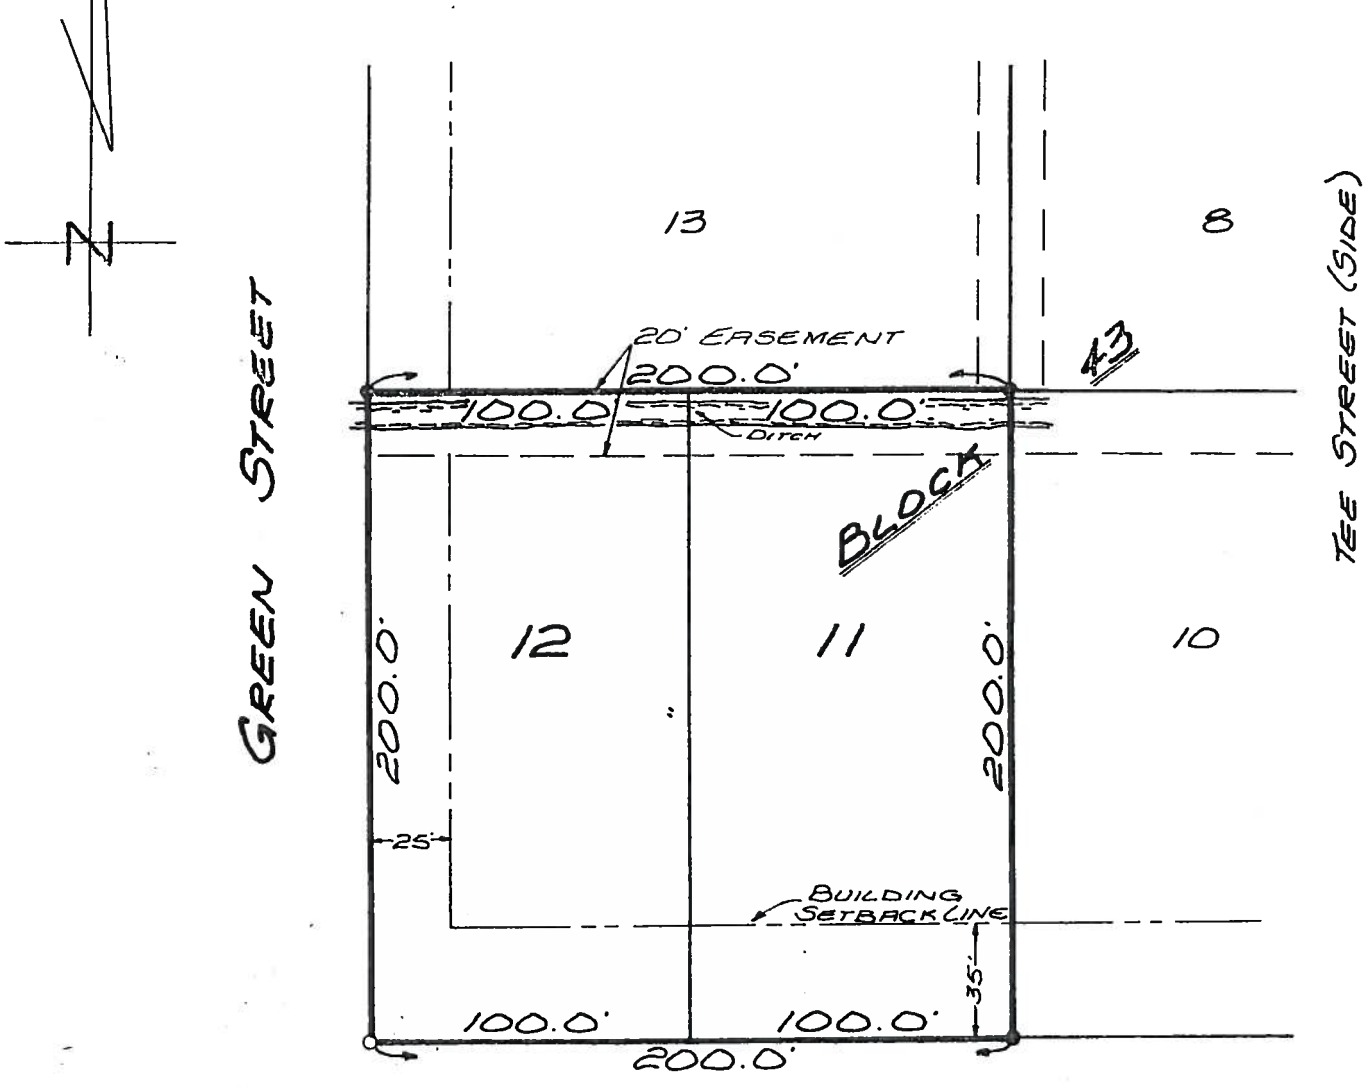 N
13
8
TEE STREET (SIDE)
GREEN STREET
20' EASEMENT
200.0'
43
100.0' 100.0'
DITCH
BLOCK
12
11
10
200.0'
200.0'
25'
BUILDING
SETBACK LINE
35'
100.0' 100.0'
200.0'